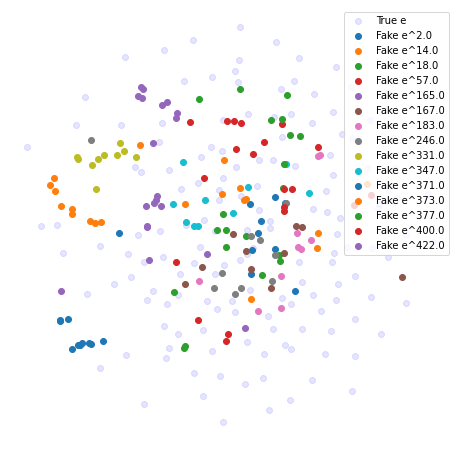 True e
Fake e^2.0
Fake e^14.0
Fake e^18.0
Fake e^57.0
Fake e^165.0
Fake e^167.0
Fake e^183.0
Fake e^246.0
Fake e^331.0
Fake e^347.0
Fake e^371.0
Fake e^373.0
Fake e^377.0
Fake e^400.0
Fake e^422.0